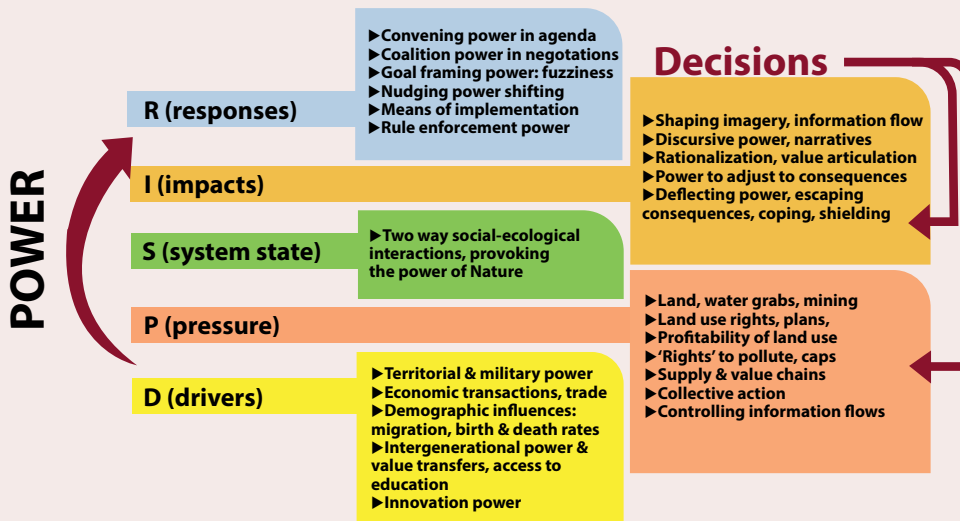 POWER
Decisions
R (responses)
▶Convening power in agenda
▶Coalition power in negotations
▶Goal framing power: fuzziness
▶Nudging power shifting
▶Means of implementation
▶Rule enforcement power
I (impacts)
▶Shaping imagery, information flow
▶Discursive power, narratives
▶Rationalization, value articulation
▶Power to adjust to consequences
▶Deflecting power, escaping
consequences, coping, shielding
S (system state)
▶Two way social-ecological
interactions, provoking
the power of Nature
P (pressure)
▶Land, water grabs, mining
▶Land use rights, plans,
▶Profitability of land use
▶'Rights' to pollute, caps
▶Supply & value chains
▶Collective action
▶Controlling information flows
D (drivers)
▶Territorial & military power
▶Economic transactions, trade
▶Demographic influences:
migration, birth & death rates
▶Intergenerational power &
value transfers, access to
education
▶Innovation power